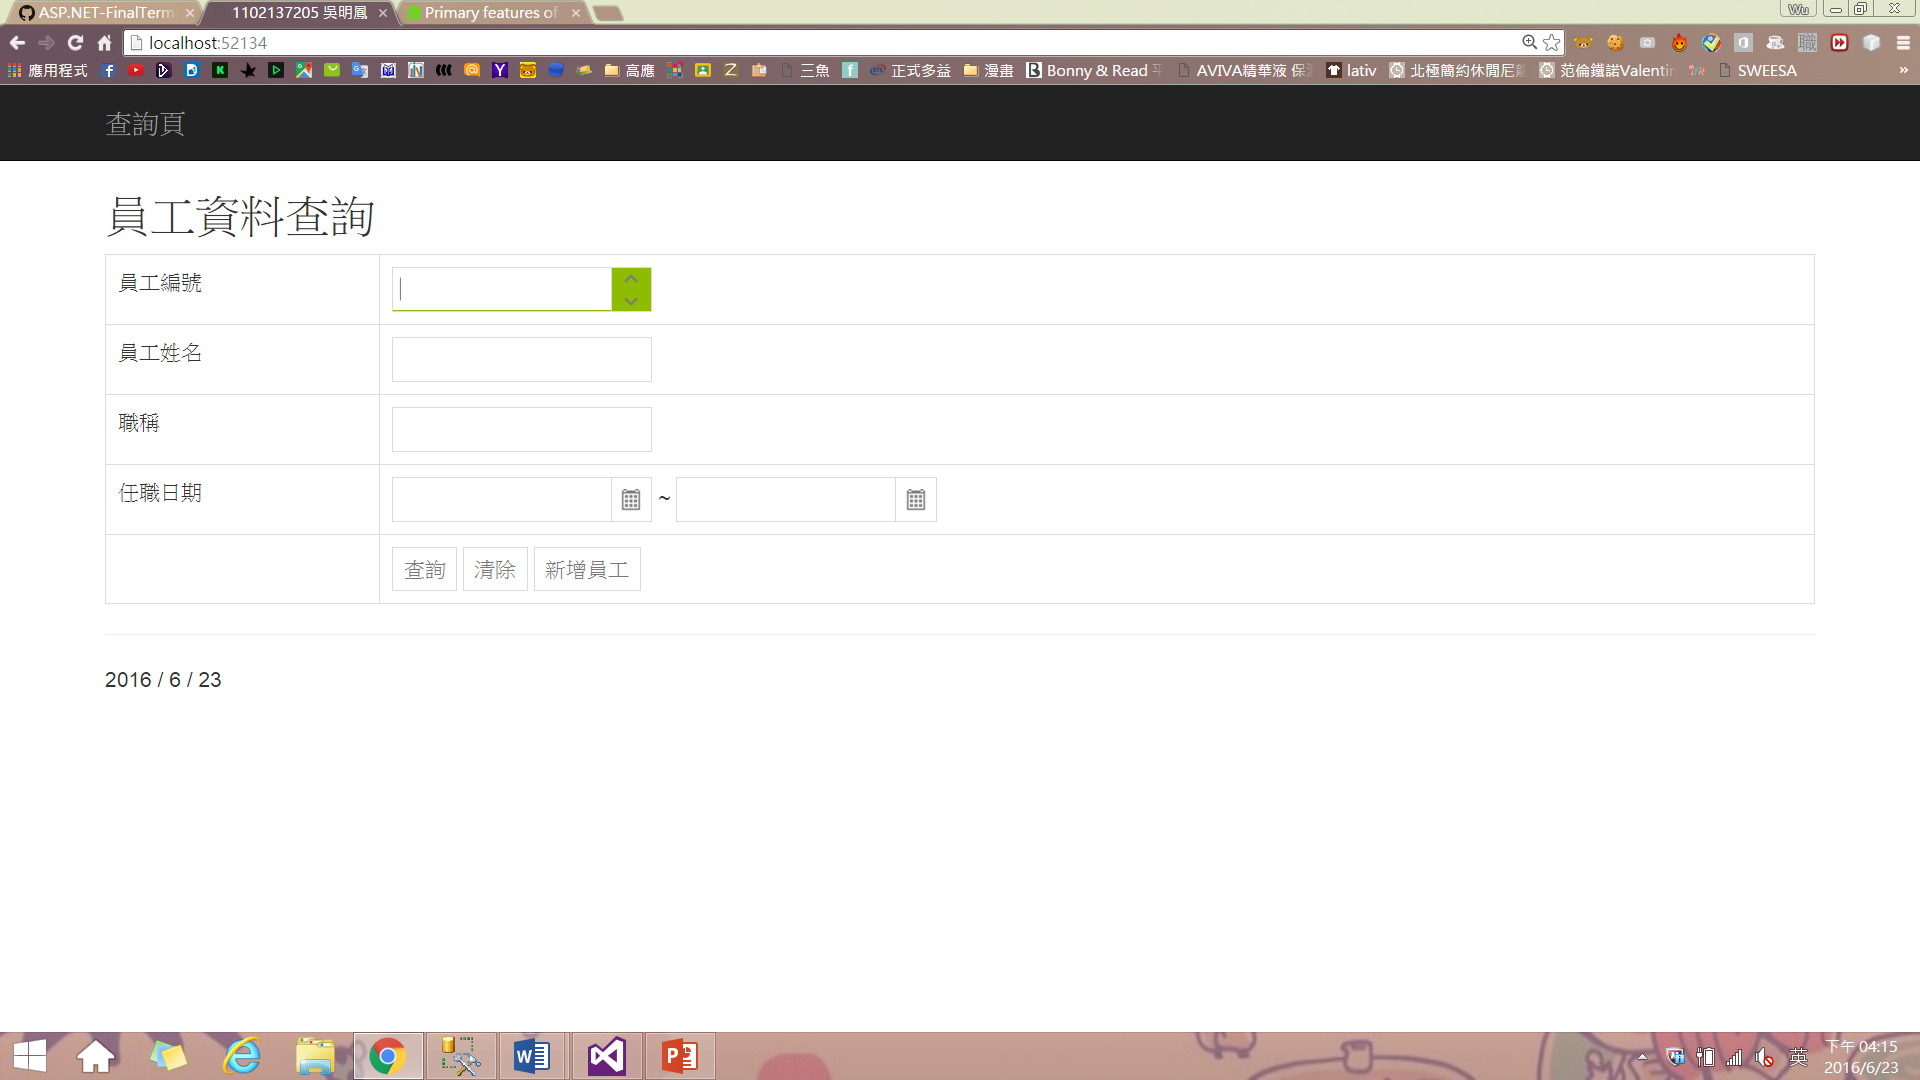 ASP.NET-FinalTerm
1102137205 吳明鳳
Primary features of
Wu
localhost:52134
應用程式
高應
三魚
正式多益
漫畫
Bonny & Read
AVIVA精華液 保
lativ
北極簡約休閒尼龍
范倫鐵諾Valentin
SWEESA
查詢頁
員工資料查詢
員工編號
員工姓名
職稱
任職日期
~
查詢 清除 新增員工
2016 / 6 / 23
英
下午 04:15
2016/6/23